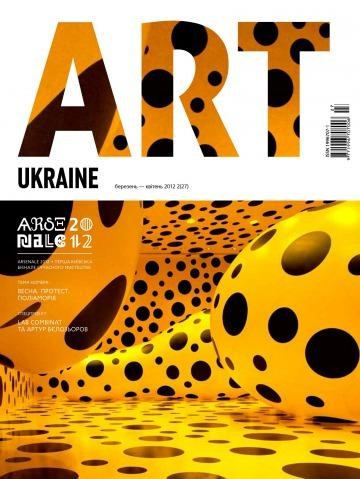 ART
UKRAINE
березень — квітень 2012 2(27)
ARSE 20
NALE 12
ARSENALE 2012 • ПЕРША КИЇВСЬКА
БІЄНАЛЕ СУЧАСНОГО МИСТЕЦТВА
ТЕМА НОМЕРА:
ВЕСНА. ПРОТЕСТ.
ПОЛІАМОРІЯ
СПЕЦПРОЕКТ:
LAB COMBINAT
ТА АРТУР БЄЛОЗЬОРОВ